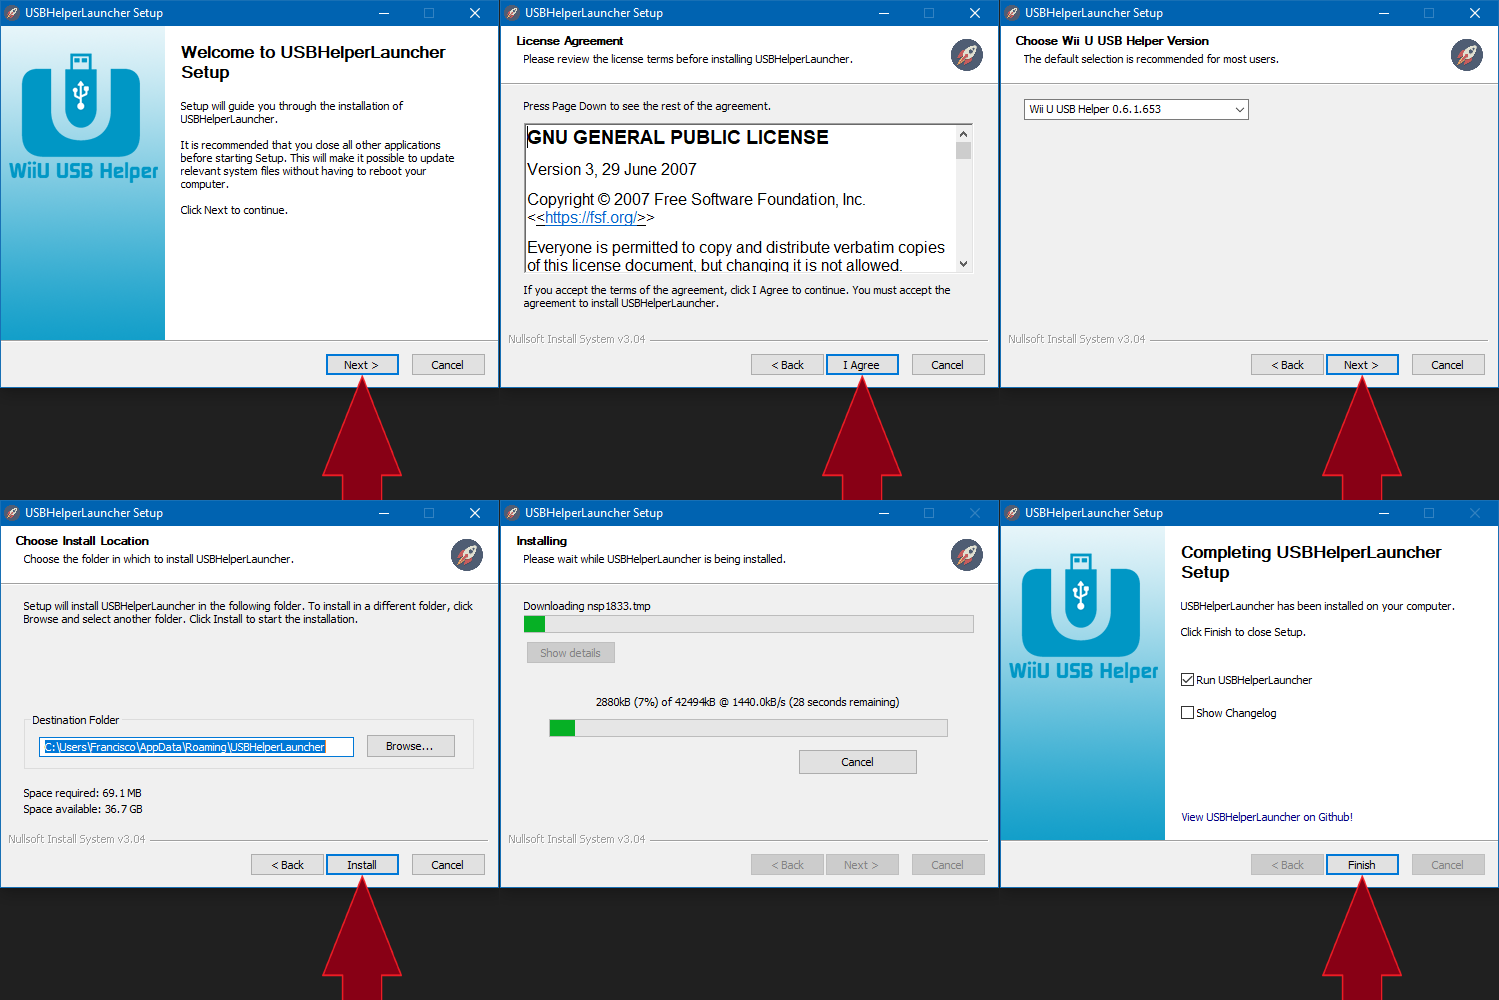 USBHelperLauncher Setup
WiiU USB Helper
Welcome to USBHelperLauncher
Setup
Setup will guide you through the installation of
USBHelperLauncher.
It is recommended that you close all other applications
before starting Setup. This will make it possible to update
relevant system files without having to reboot your
computer.
Click Next to continue.
Next >
Cancel
USBHelperLauncher Setup
License Agreement
Please review the license terms before installing USBHelperLauncher.
Press Page Down to see the rest of the agreement.
GNU GENERAL PUBLIC LICENSE
Version 3, 29 June 2007
Copyright © 2007 Free Software Foundation, Inc.
<<https://fsf.org/>>
Everyone is permitted to copy and distribute verbatim copies
of this license document, but changing it is not allowed.
If you accept the terms of the agreement, click I Agree to continue. You must accept the
agreement to install USBHelperLauncher.
Nullsoft Install System v3.04
< Back
I Agree
Cancel
USBHelperLauncher Setup
Choose Wii U USB Helper Version
The default selection is recommended for most users.
Wii U USB Helper 0.6.1.653
Nullsoft Install System v3.04
< Back
Next >
Cancel
USBHelperLauncher Setup
Choose Install Location
Choose the folder in which to install USBHelperLauncher.
Setup will install USBHelperLauncher in the following folder. To install in a different folder, click
Browse and select another folder. Click Install to start the installation.
Destination Folder
C:\Users\Francisco\AppData\Roaming\USBHelperLauncher
Browse...
Space required: 69.1 MB
Space available: 36.7 GB
Nullsoft Install System v3.04
< Back
Install
Cancel
USBHelperLauncher Setup
Installing
Please wait while USBHelperLauncher is being installed.
Downloading nsp1833.tmp
Show details
2880kB (7%) of 42494kB @ 1440.0kB/s (28 seconds remaining)
Cancel
Nullsoft Install System v3.04
< Back
Next >
Cancel
USBHelperLauncher Setup
WiiU USB Helper
Completing USBHelperLauncher
Setup
USBHelperLauncher has been installed on your computer.
Click Finish to close Setup.
Run USBHelperLauncher
Show Changelog
View USBHelperLauncher on Github!
< Back
Finish
Cancel